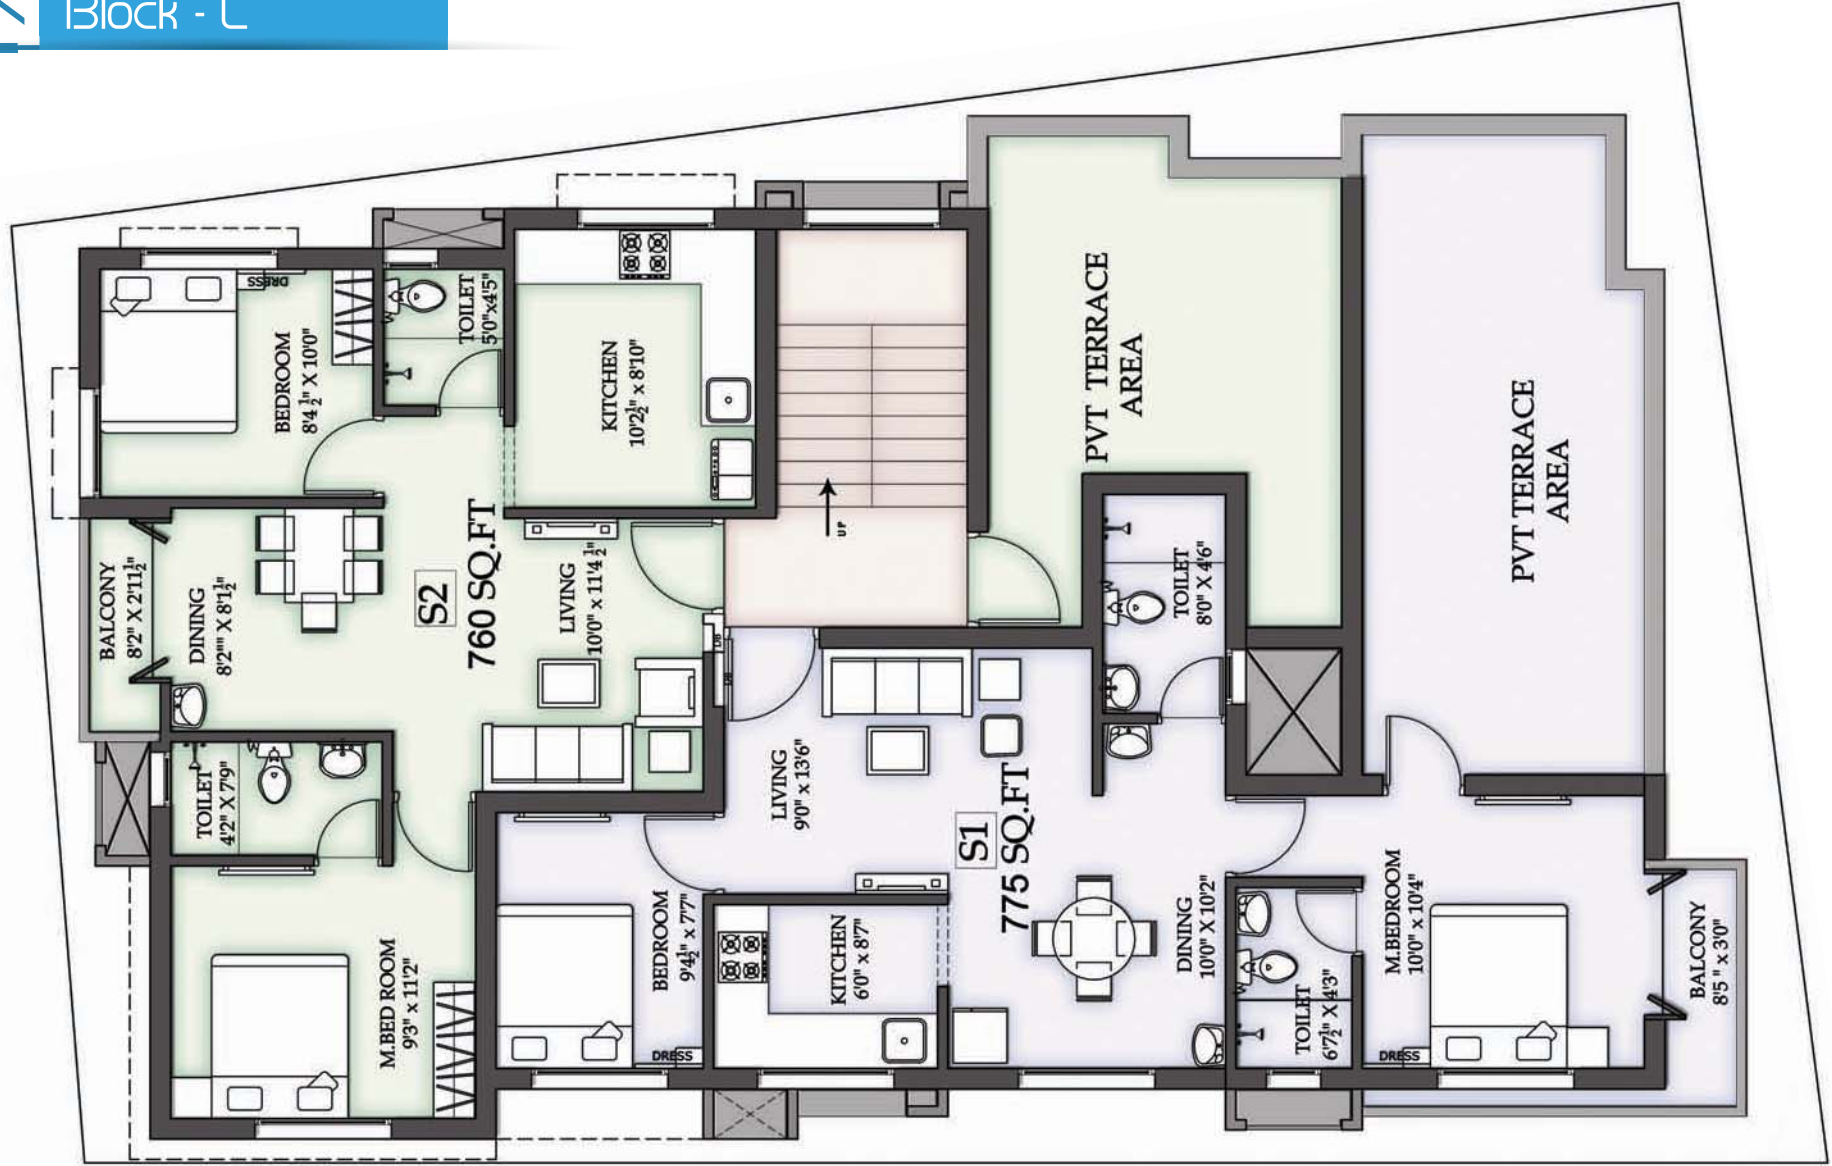 Block - L
DRESS
BEDROOM
8'4 1/2" X 10'0"
TOILET
5'0"x4'5"
KITCHEN
10'2 1/2" x 8'10"
UP
PVT TERRACE
AREA
PVT TERRACE
AREA
BALCONY
8'2" X 2'11 1/2"
DINING
8'2'" X 8'1 1/2"
S2
760 SQ.FT
LIVING
10'0" x 11'4 1/2"
DB
DB
TOILET
8'0" X 4'6"
TOILET
4'2" X 7'9"
LIVING
9'0" x 13'6"
S1
775 SQ.FT
M.BED ROOM
9'3" x 11'2"
BEDROOM
9'4 1/2" x 7'7"
DRESS
KITCHEN
6'0" x 8'7"
DINING
10'0" X 10'2"
TOILET
6'7 1/2" X 4'3"
M.BEDROOM
10'0" x 10'4"
DRESS
BALCONY
8'5 " x 3'0"